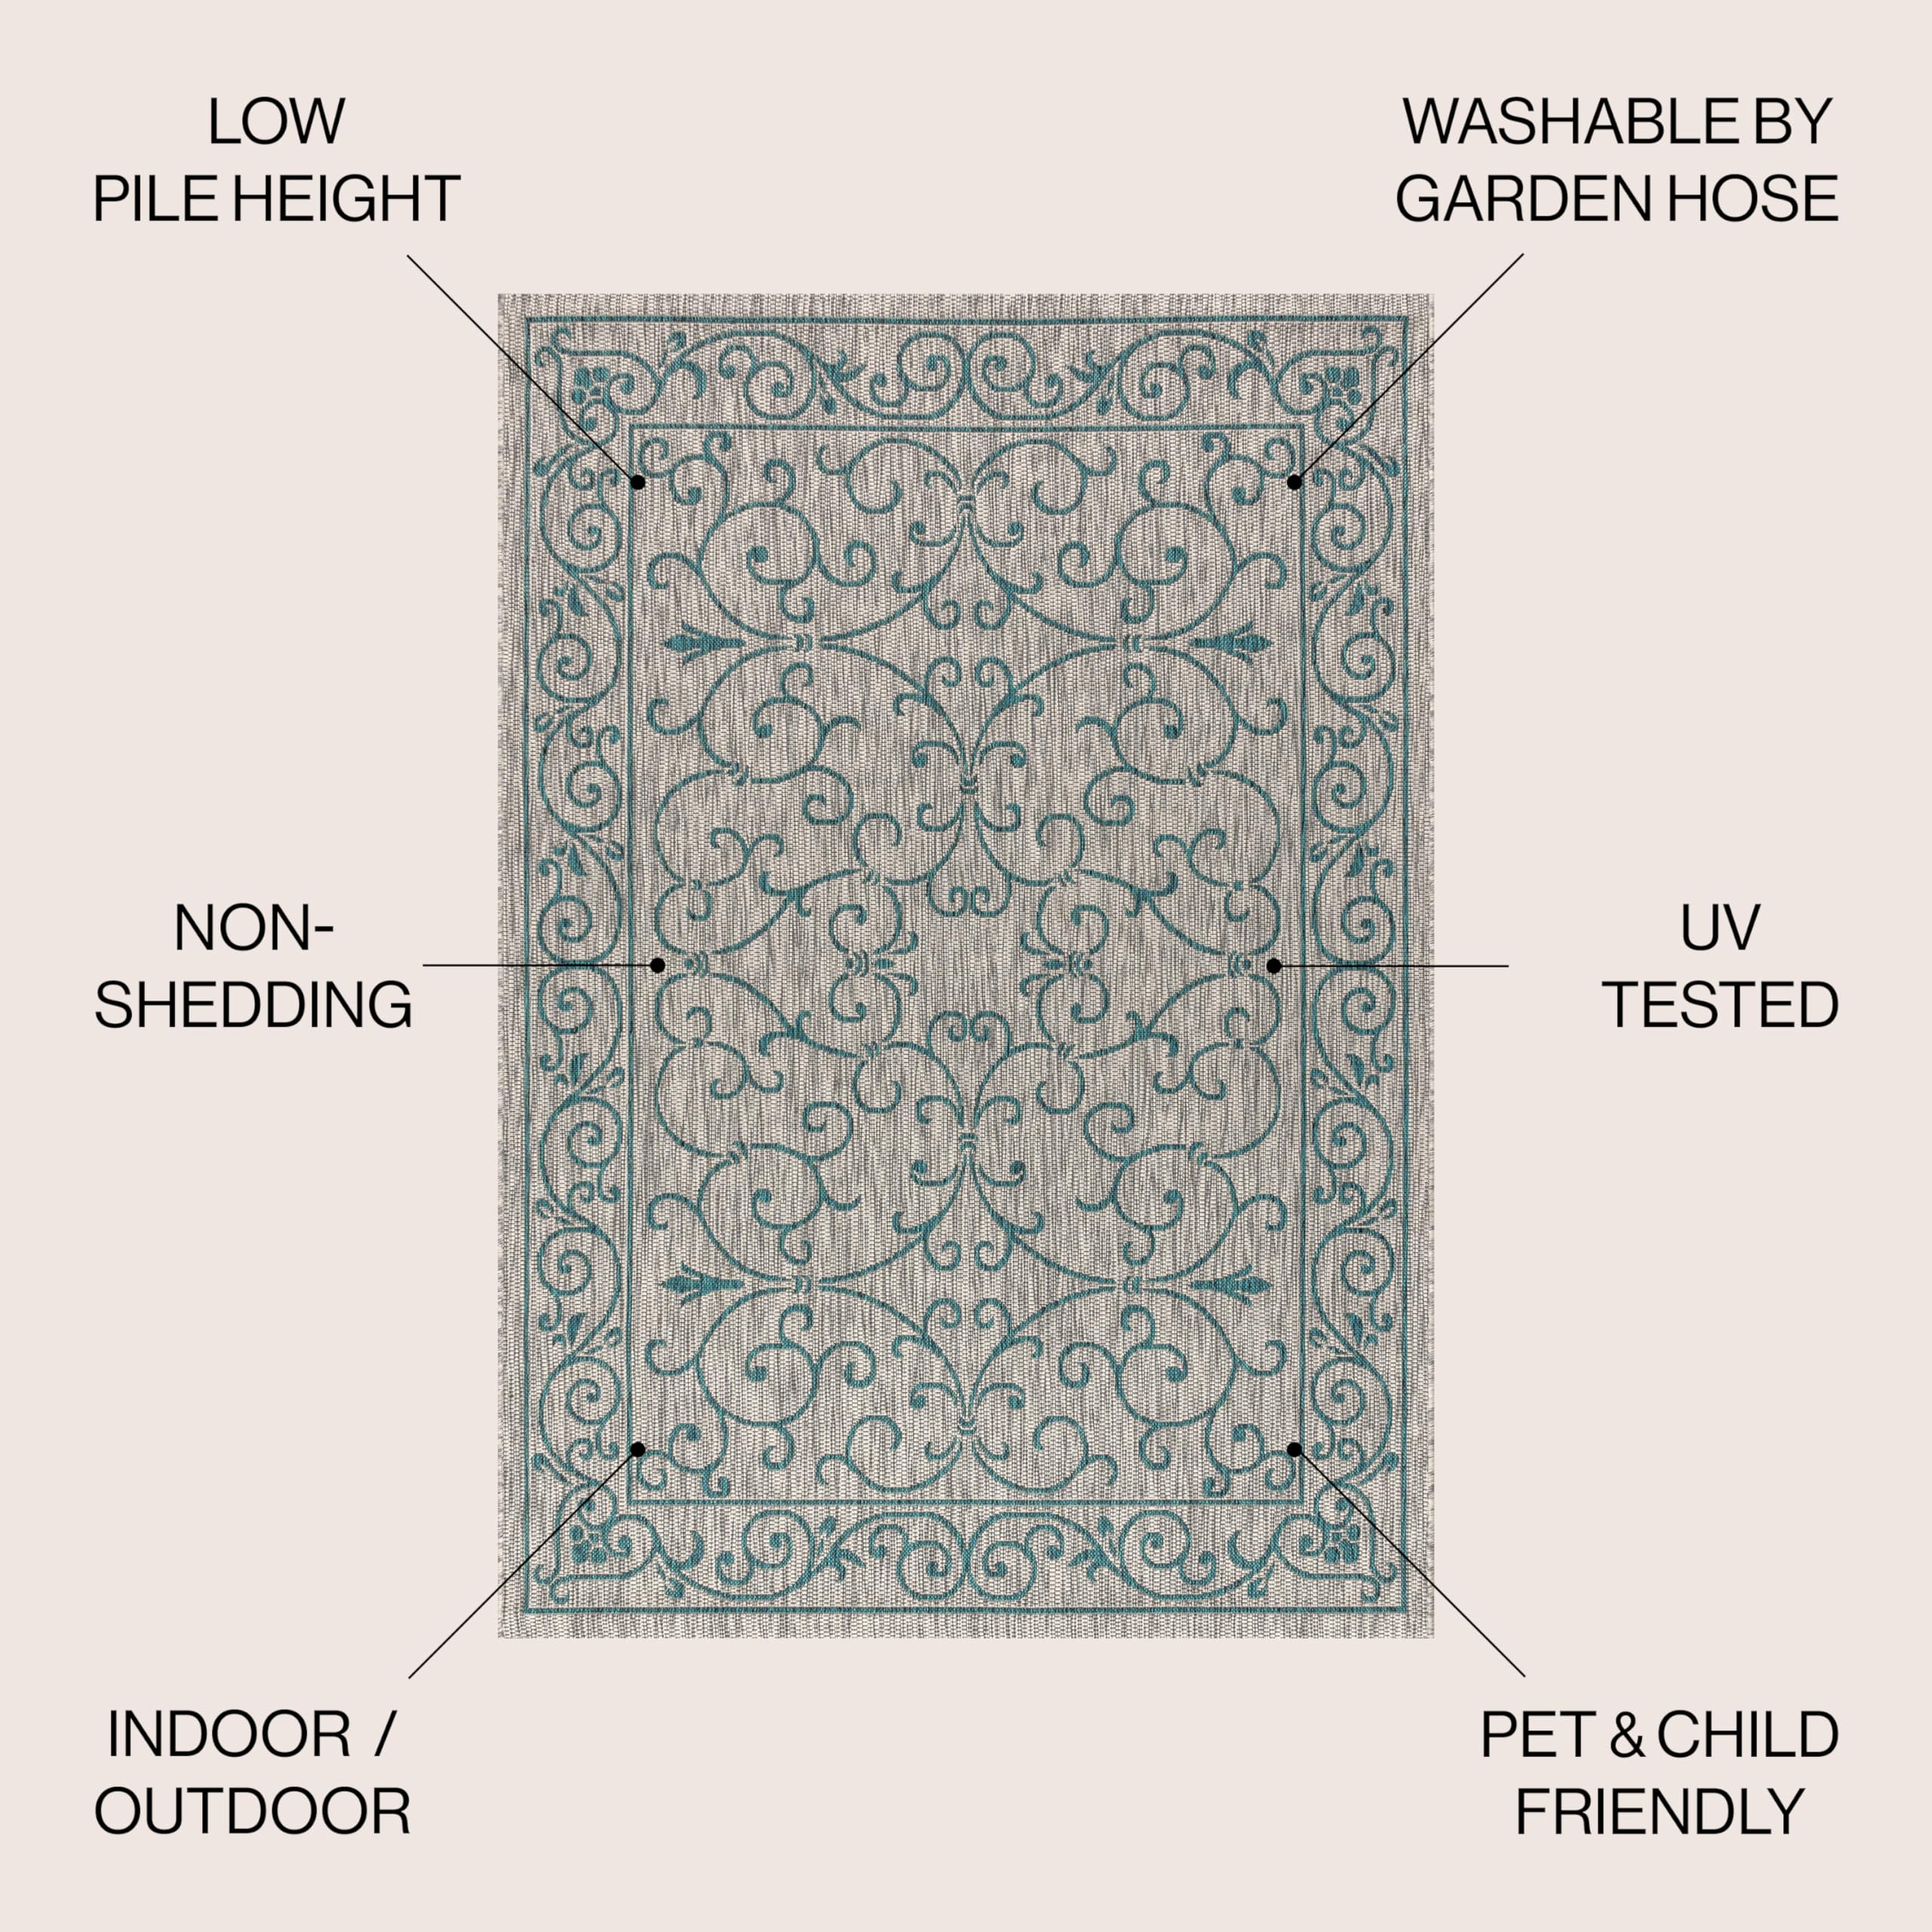 LOW
PILE HEIGHT
WASHABLE BY
GARDEN HOSE
NON-
SHEDDING
UV
TESTED
INDOOR /
OUTDOOR
PET & CHILD
FRIENDLY